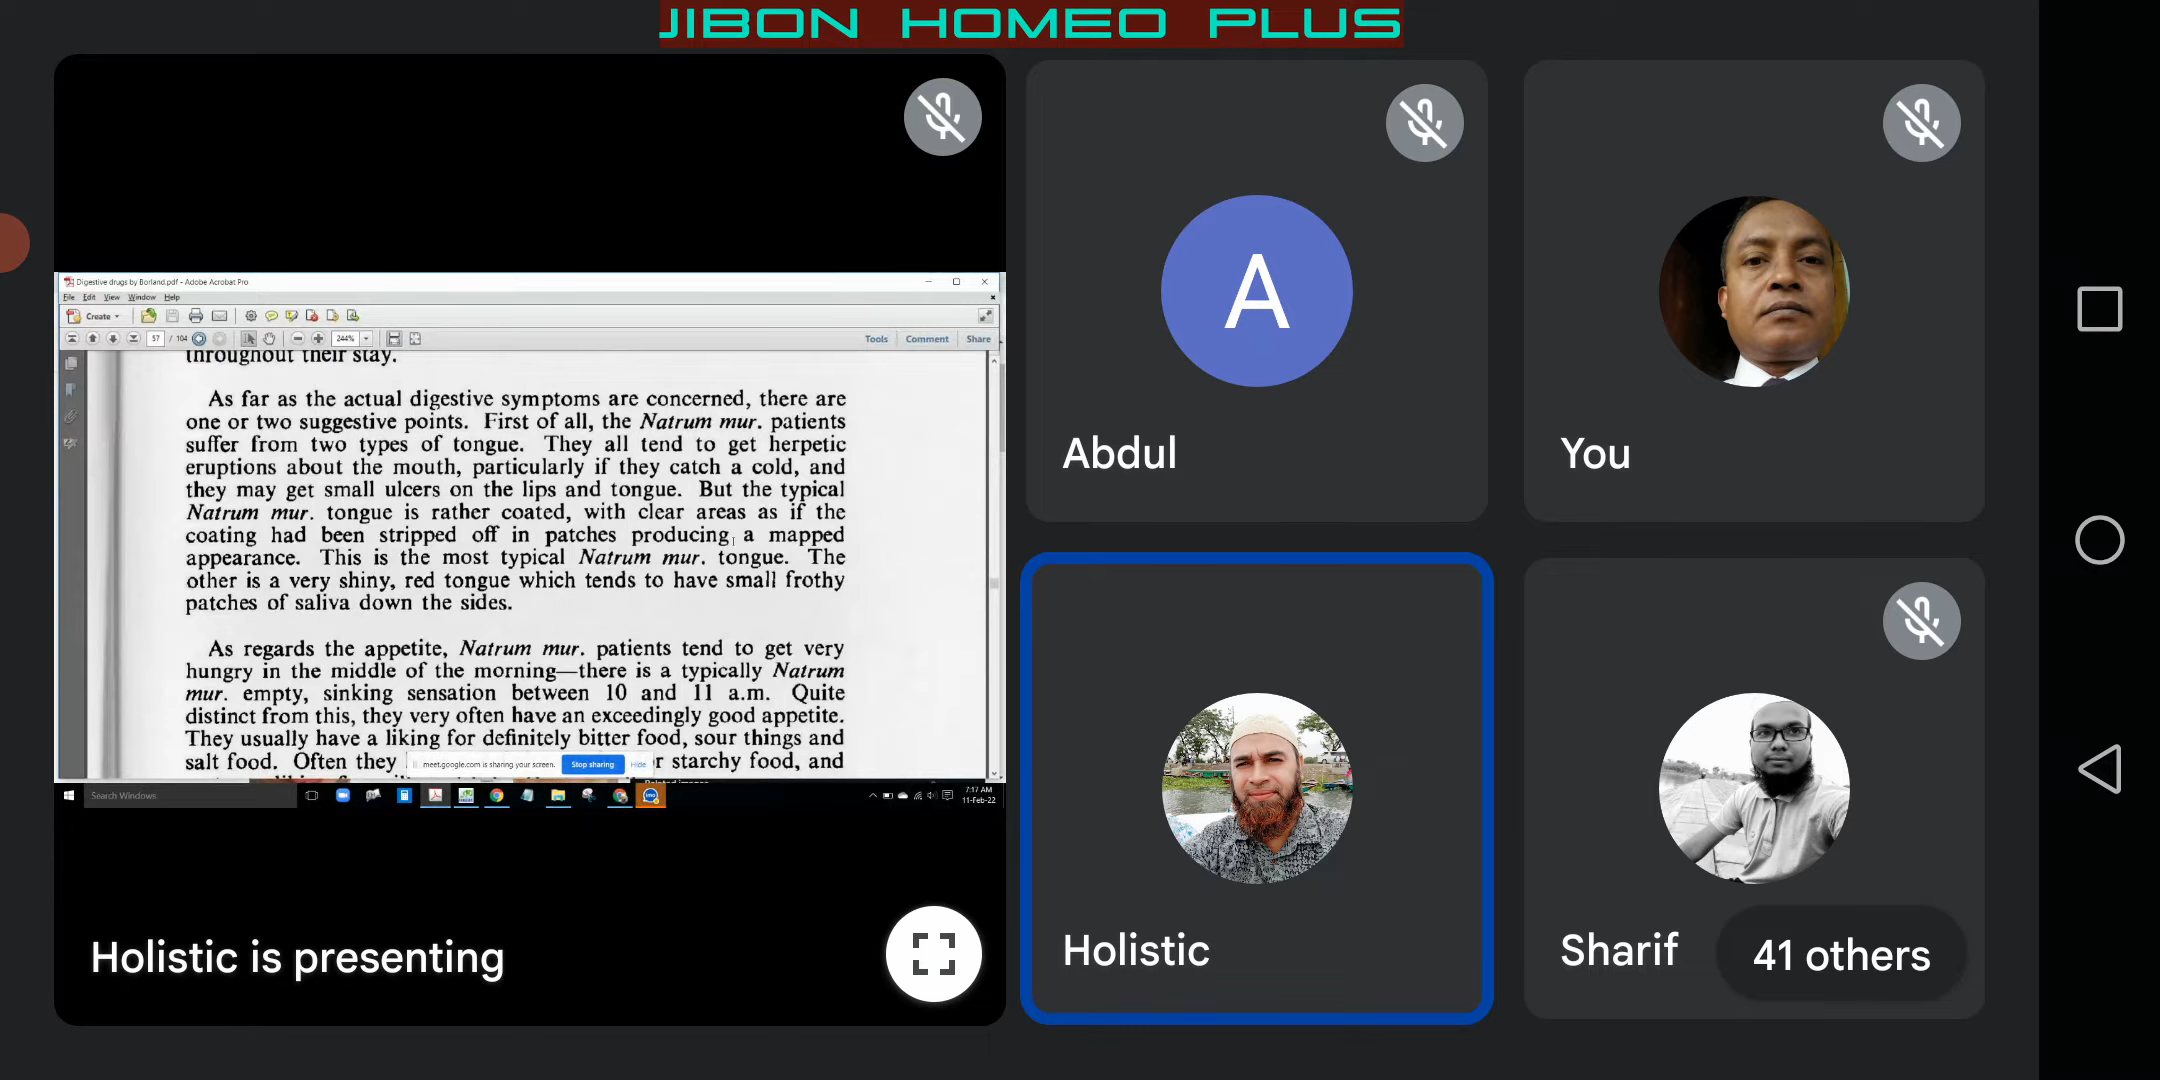 JIBON HOMEO PLUS
Digestive drugs by Borland.pdf - Adobe Acrobat Pro
File Edit View Window Help
Create
57 / 104
244%
Tools Comment Share
throughout their stay.
As far as the actual digestive symptoms are concerned, there are
one or two suggestive points. First of all, the Natrum mur. patients
suffer from two types of tongue. They all tend to get herpetic
eruptions about the mouth, particularly if they catch a cold, and
they may get small ulcers on the lips and tongue. But the typical
Natrum mur. tongue is rather coated, with clear areas as if the
coating had been stripped off in patches producing a mapped
appearance. This is the most typical Natrum mur. tongue. The
other is a very shiny, red tongue which tends to have small frothy
patches of saliva down the sides.
As regards the appetite, Natrum mur. patients tend to get very
hungry in the middle of the morning—there is a typically Natrum
mur. empty, sinking sensation between 10 and 11 a.m. Quite
distinct from this, they very often have an exceedingly good appetite.
They usually have a liking for definitely bitter food, sour things and
salt food. Often they
r starchy food, and
meet.google.com is sharing your screen. Stop sharing Hide
Search Windows
7:17 AM
11-Feb-22
Holistic is presenting
A
Abdul
You
Holistic
Sharif
41 others